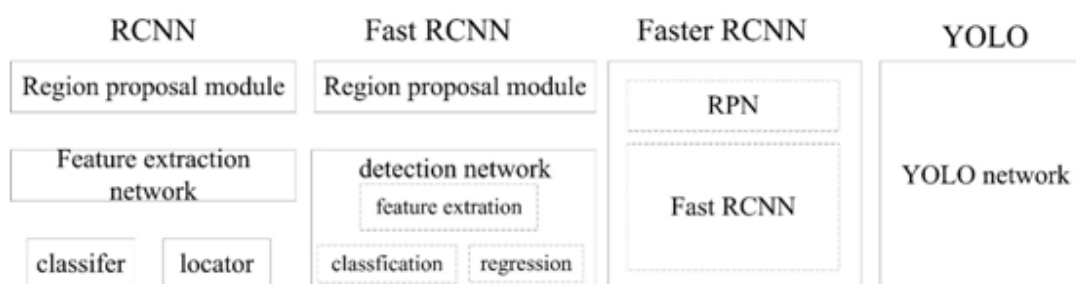 RCNN
Fast RCNN
Faster RCNN
YOLO
Region proposal module
Region proposal module
RPN
Feature extraction
network
detection network
feature extration
Fast RCNN
YOLO network
classifer
locator
classfication
regression